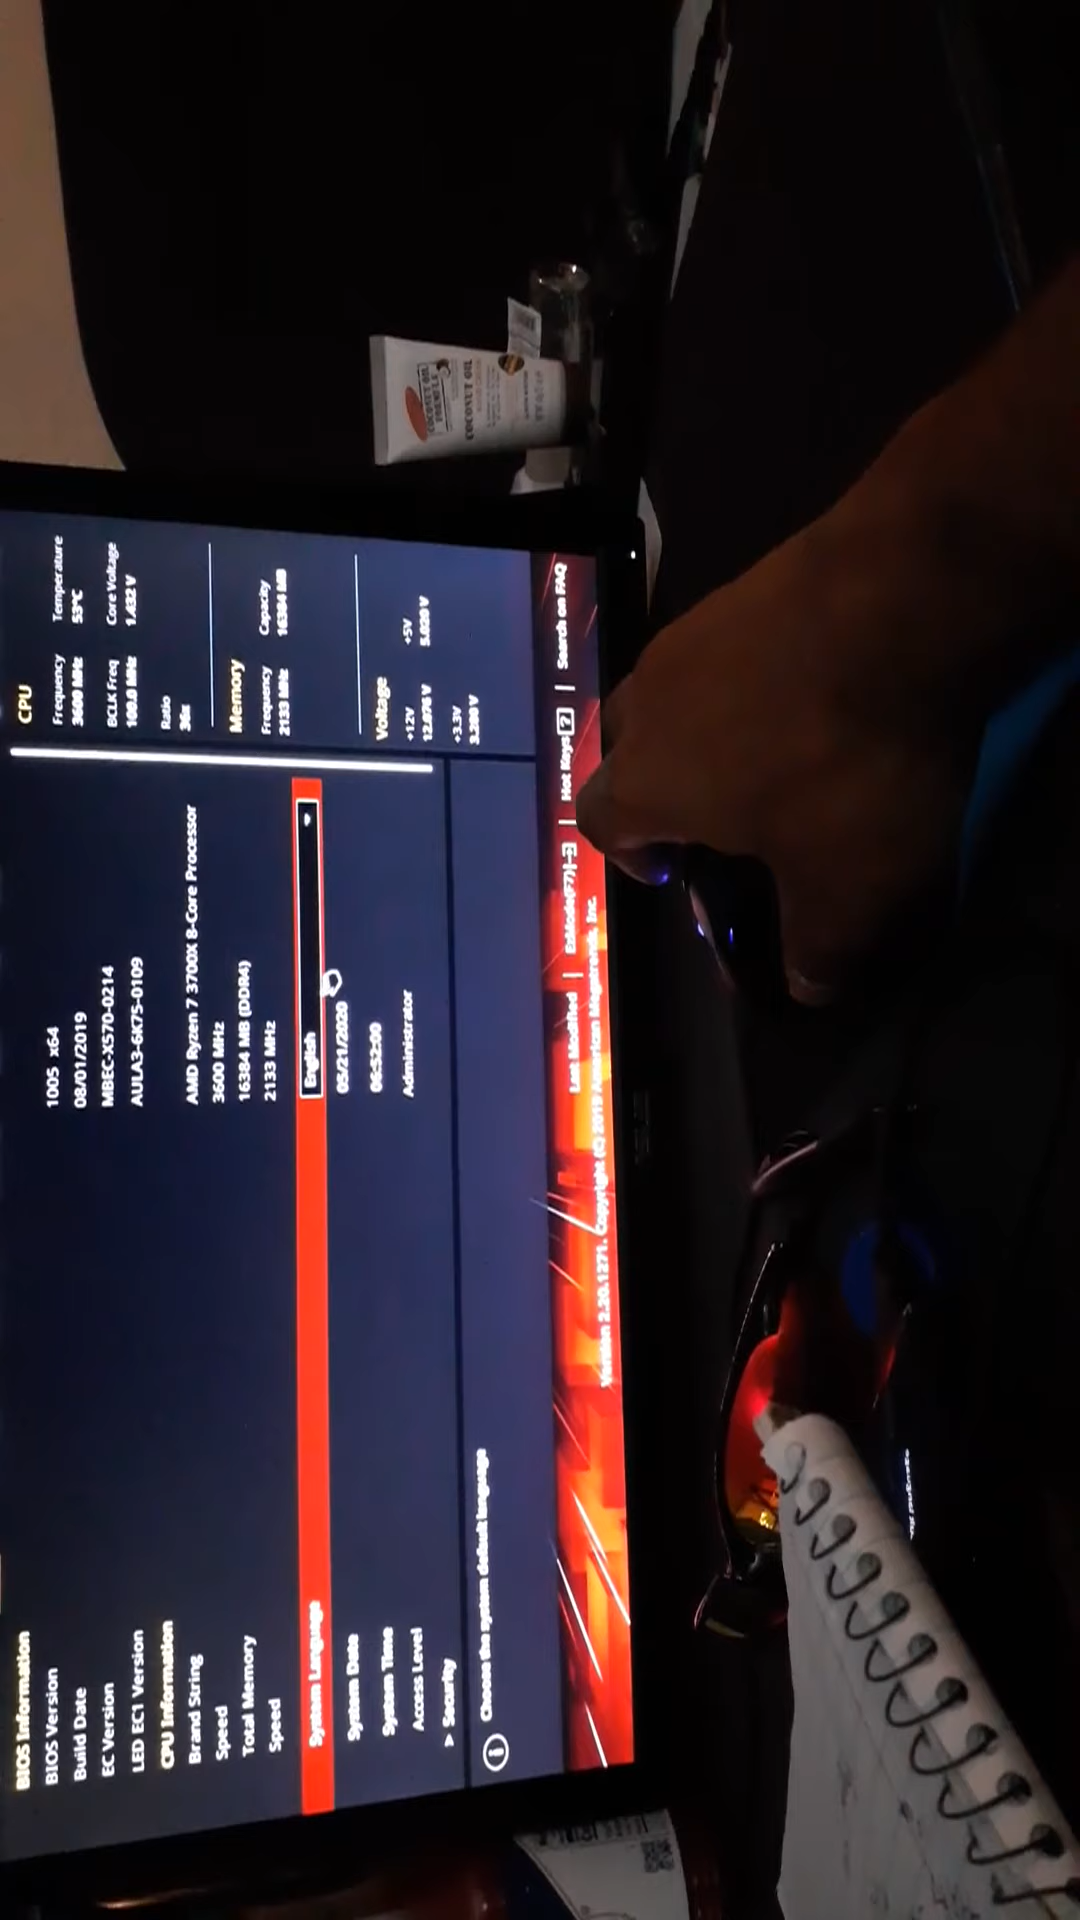 BIOS Information
BIOS Version 1005 x64
Build Date 08/01/2019
EC Version MBEC-X570-0214
LED EC1 Version AULA3-6K75-0109
CPU Information
Brand String AMD Ryzen 7 3700X 8-Core Processor
Speed 3600 MHz
Total Memory 16384 MB (DDR4)
Speed 2133 MHz
System Language English
System Date 05/21/2020
System Time 06:52:00
Access Level Administrator
Security
Choose the system default language
CPU
Frequency Temperature
3600 MHz 53°C
BCLK Freq Core Voltage
100.0 MHz 1.432 V
Ratio
36x
Memory
Frequency Capacity
2133 MHz 16384 MB
Voltage
+12V +5V
12.076 V 5.020 V
+3.3V
3.280 V
Last Modified | EzMode(F7) | Hot Keys ? | Search on FAQ
Version 2.20.1271. Copyright (C) 2019 American Megatrends, Inc.
COCONUT OIL
FORMULA
COCONUT OIL